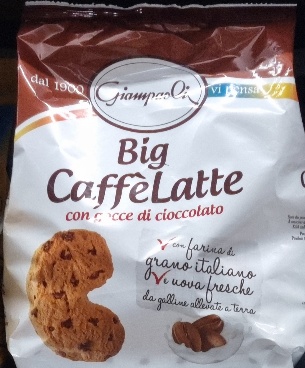 dal 1900
Giampaoli
vi pensa
Big
CaffèLatte
con gocce di cioccolato
con farina di
grano italiano
e uova fresche
da galline allevate a terra